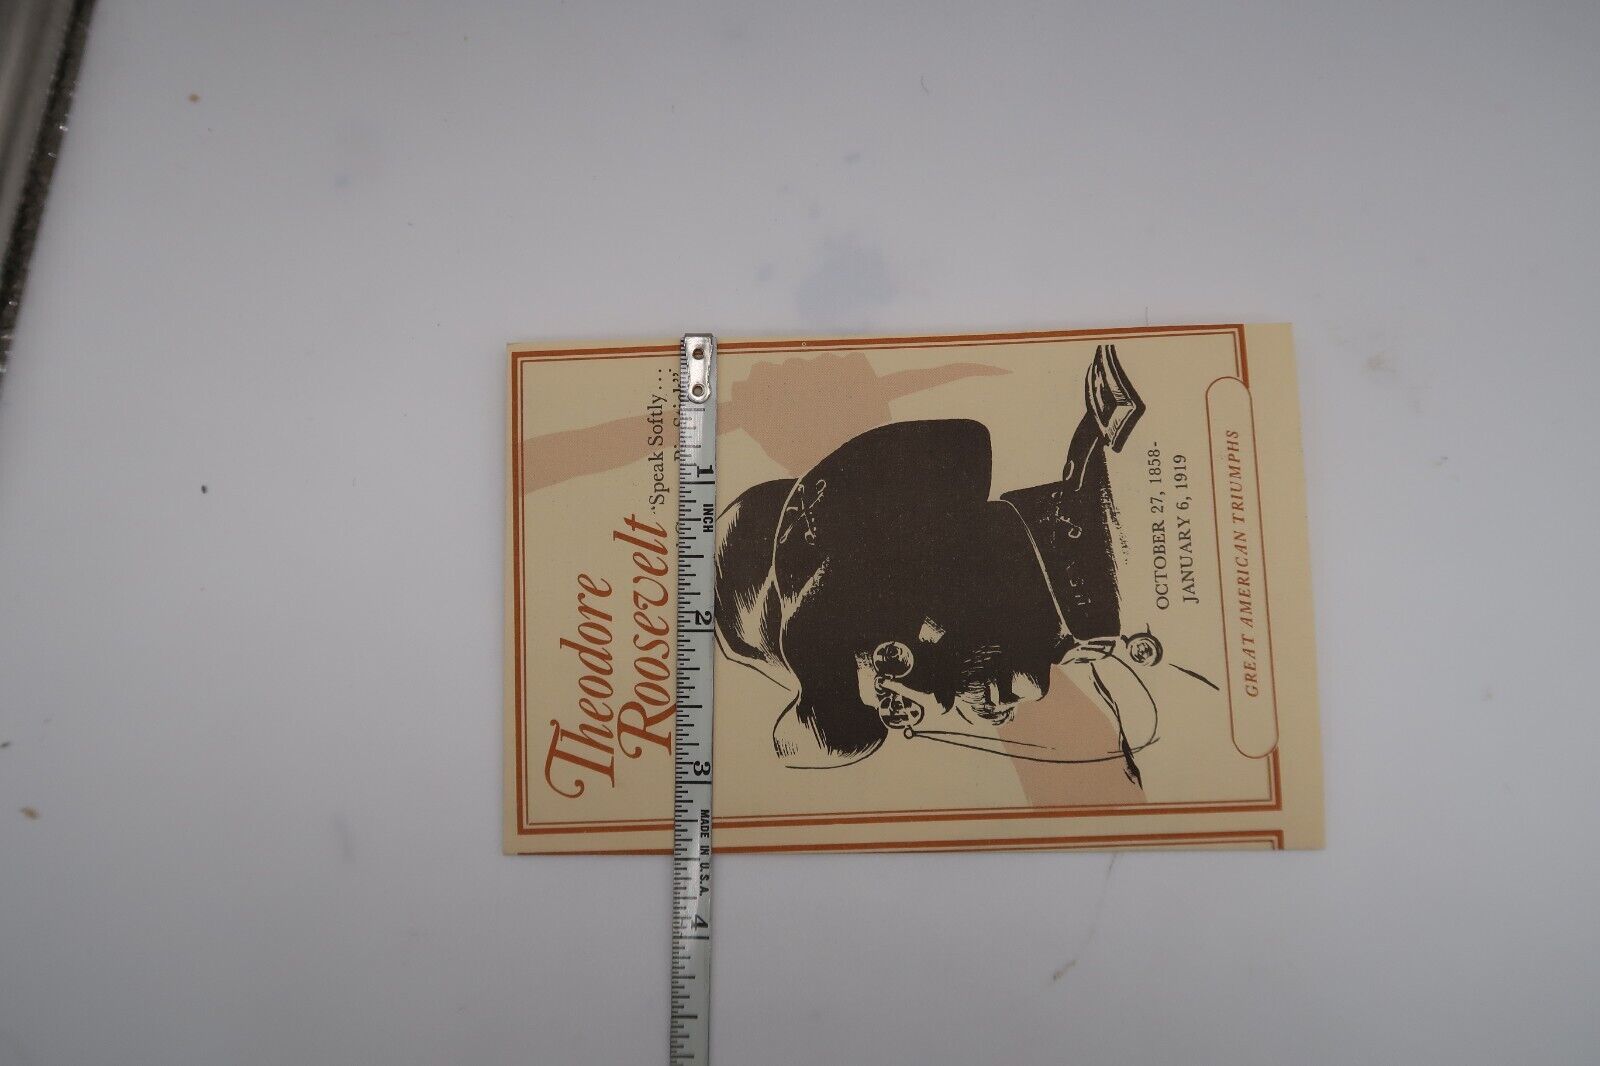 Theodore
Roosevelt
"Speak Softly...
OCTOBER 27, 1858-
JANUARY 6, 1919
GREAT AMERICAN TRIUMPHS
1
INCH
2
3
MADE IN U.S.A.
4